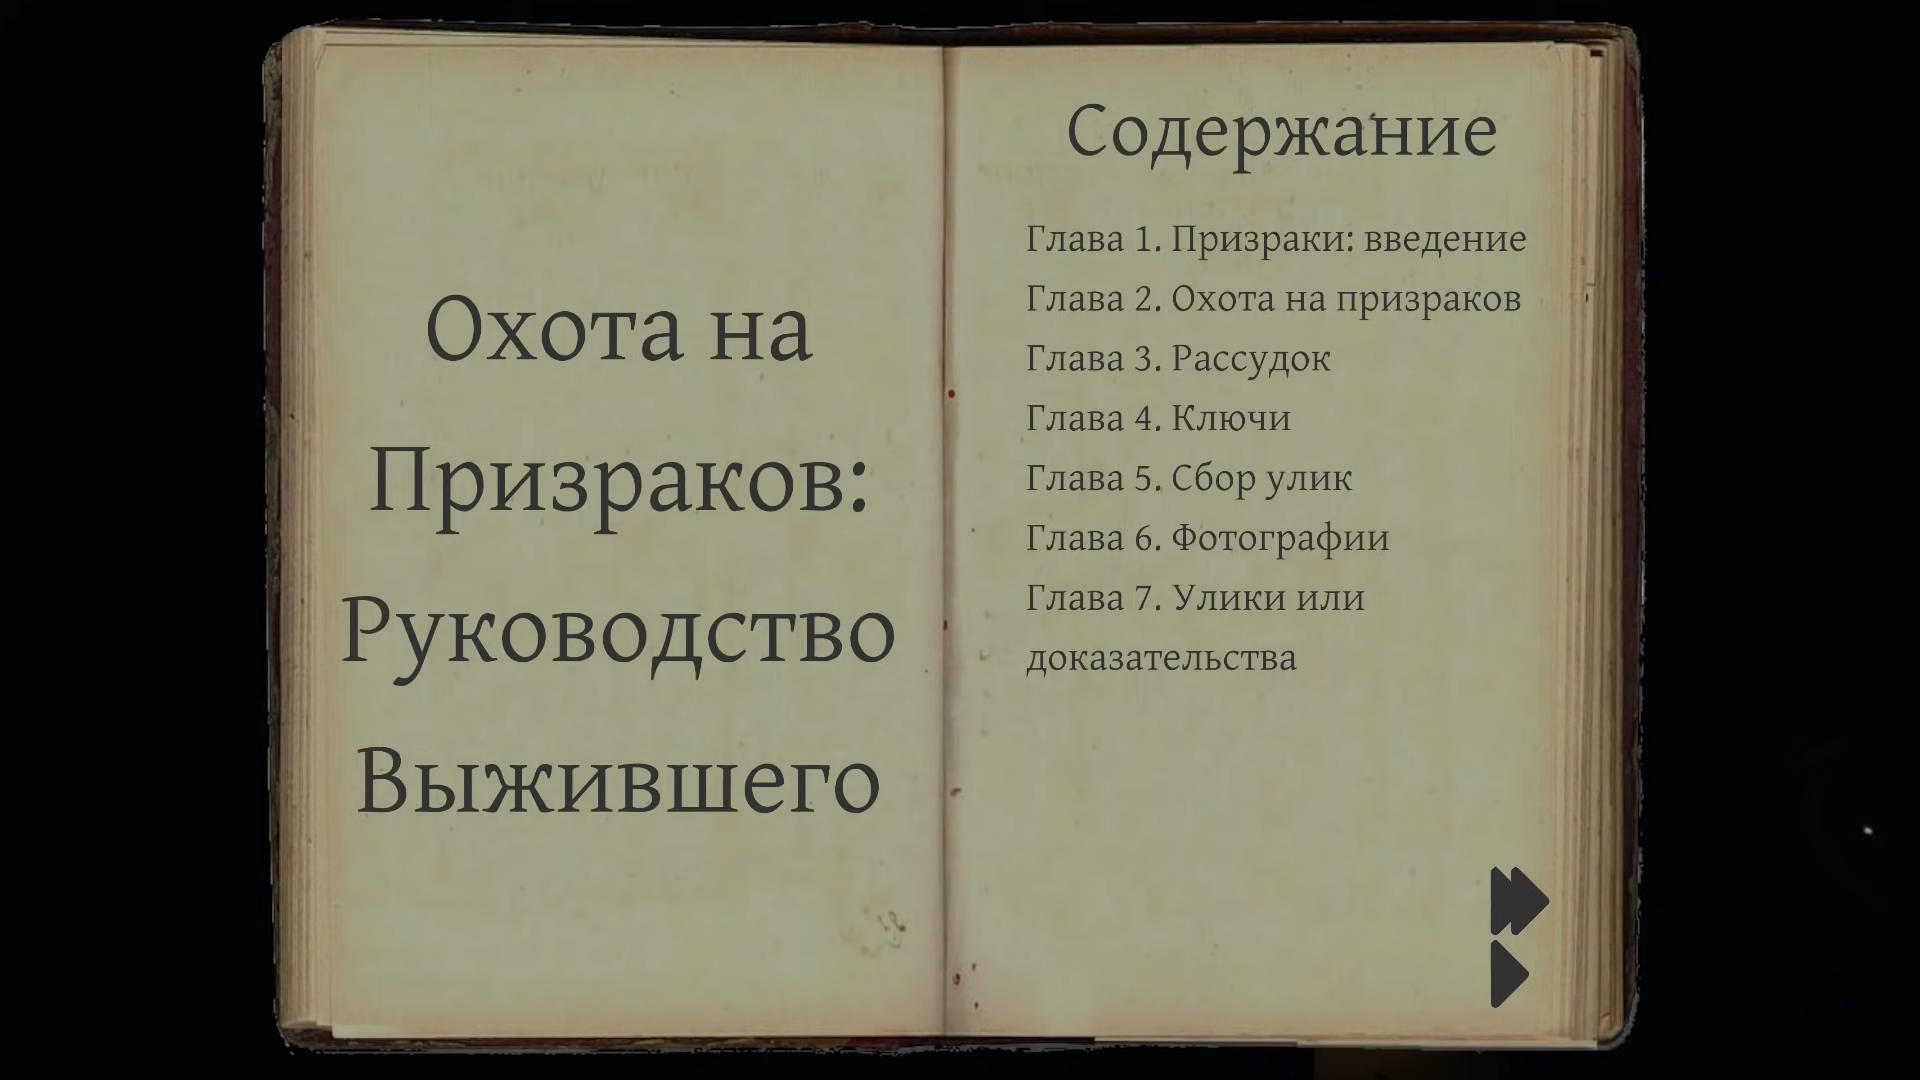 Охота на
Призраков:
Руководство
Выжившего
Содержание
Глава 1. Призраки: введение
Глава 2. Охота на призраков
Глава 3. Рассудок
Глава 4. Ключи
Глава 5. Сбор улик
Глава 6. Фотографии
Глава 7. Улики или
доказательства